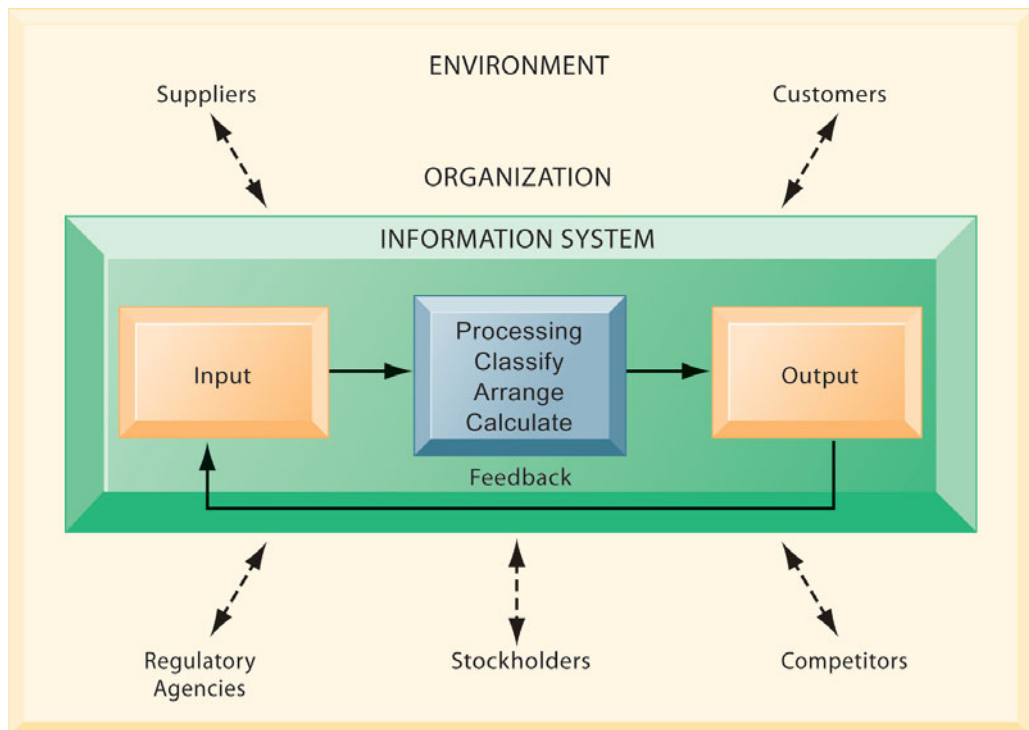 ENVIRONMENT
Suppliers
Customers
ORGANIZATION
INFORMATION SYSTEM
Input
Processing
Classify
Arrange
Calculate
Output
Feedback
Regulatory
Agencies
Stockholders
Competitors